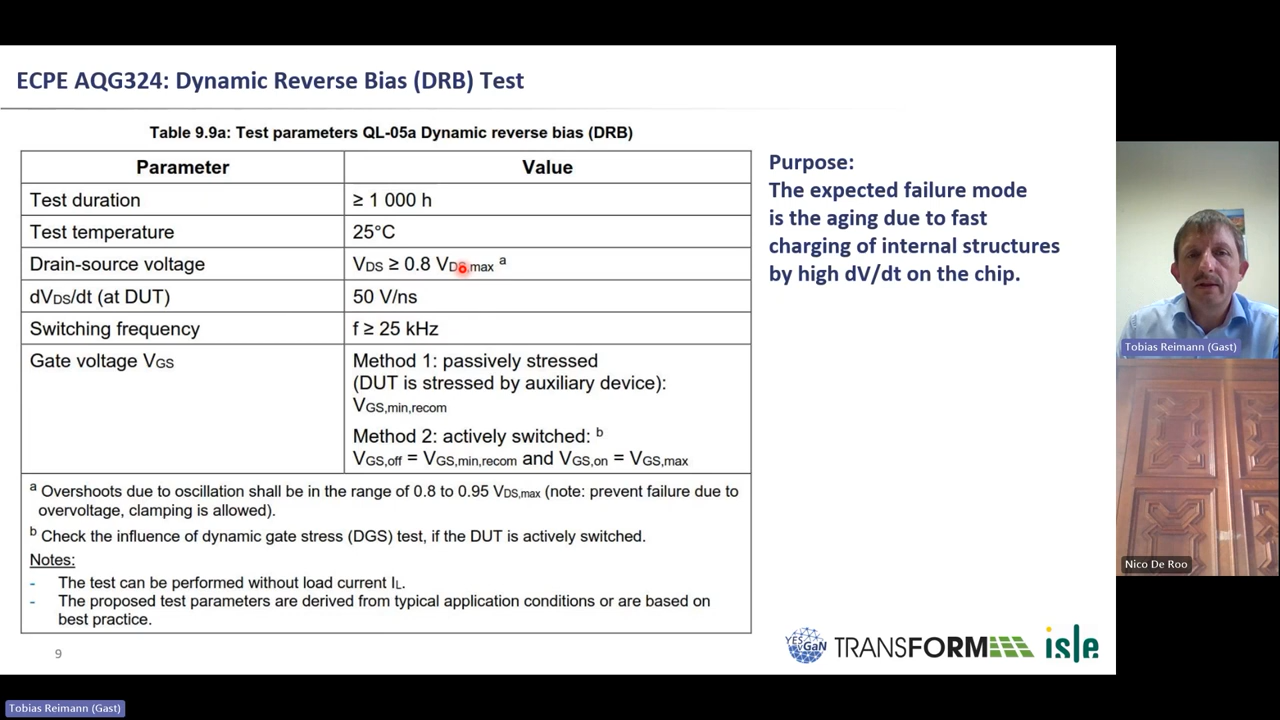 ECPE AQG324: Dynamic Reverse Bias (DRB) Test
Table 9.9a: Test parameters QL-05a Dynamic reverse bias (DRB)
Parameter Value
Test duration ≥ 1 000 h
Test temperature 25°C
Drain-source voltage VDS ≥ 0.8 VDS,max a
dVDS/dt (at DUT) 50 V/ns
Switching frequency f ≥ 25 kHz
Gate voltage VGS Method 1: passively stressed
(DUT is stressed by auxiliary device):
VGS,min,recom
Method 2: actively switched: b
VGS,off = VGS,min,recom and VGS,on = VGS,max
a Overshoots due to oscillation shall be in the range of 0.8 to 0.95 VDS,max (note: prevent failure due to
overvoltage, clamping is allowed).
b Check the influence of dynamic gate stress (DGS) test, if the DUT is actively switched.
Notes:
- The test can be performed without load current IL.
- The proposed test parameters are derived from typical application conditions or are based on
best practice.
Purpose:
The expected failure mode
is the aging due to fast
charging of internal structures
by high dV/dt on the chip.
9
YES vGaN
TRANSFORM
isle
Tobias Reimann (Gast)
Nico De Roo
Tobias Reimann (Gast)